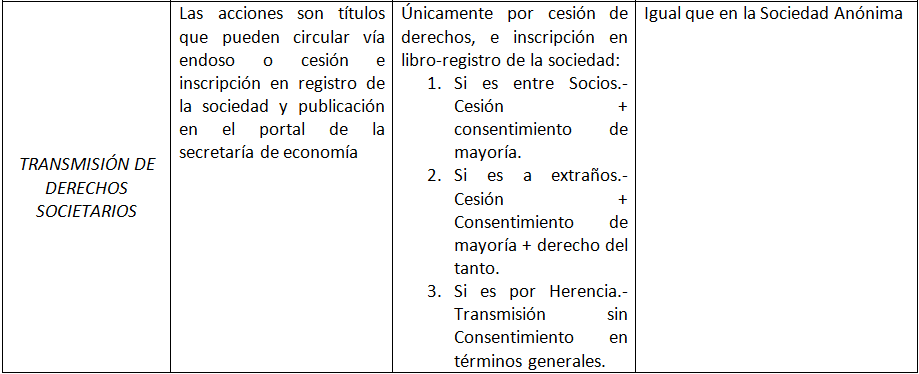 TRANSMISIÓN DE
DERECHOS
SOCIETARIOS
Las acciones son títulos
que pueden circular vía
endoso o cesión e
inscripción en registro de
la sociedad y publicación
en el portal de la
secretaría de economía
Únicamente por cesión de
derechos, e inscripción en
libro-registro de la sociedad:
1. Si es entre Socios.-
Cesión +
consentimiento de
mayoría.
2. Si es a extraños.-
Cesión +
Consentimiento de
mayoría + derecho del
tanto.
3. Si es por Herencia.-
Transmisión sin
Consentimiento en
términos generales.
Igual que en la Sociedad Anónima